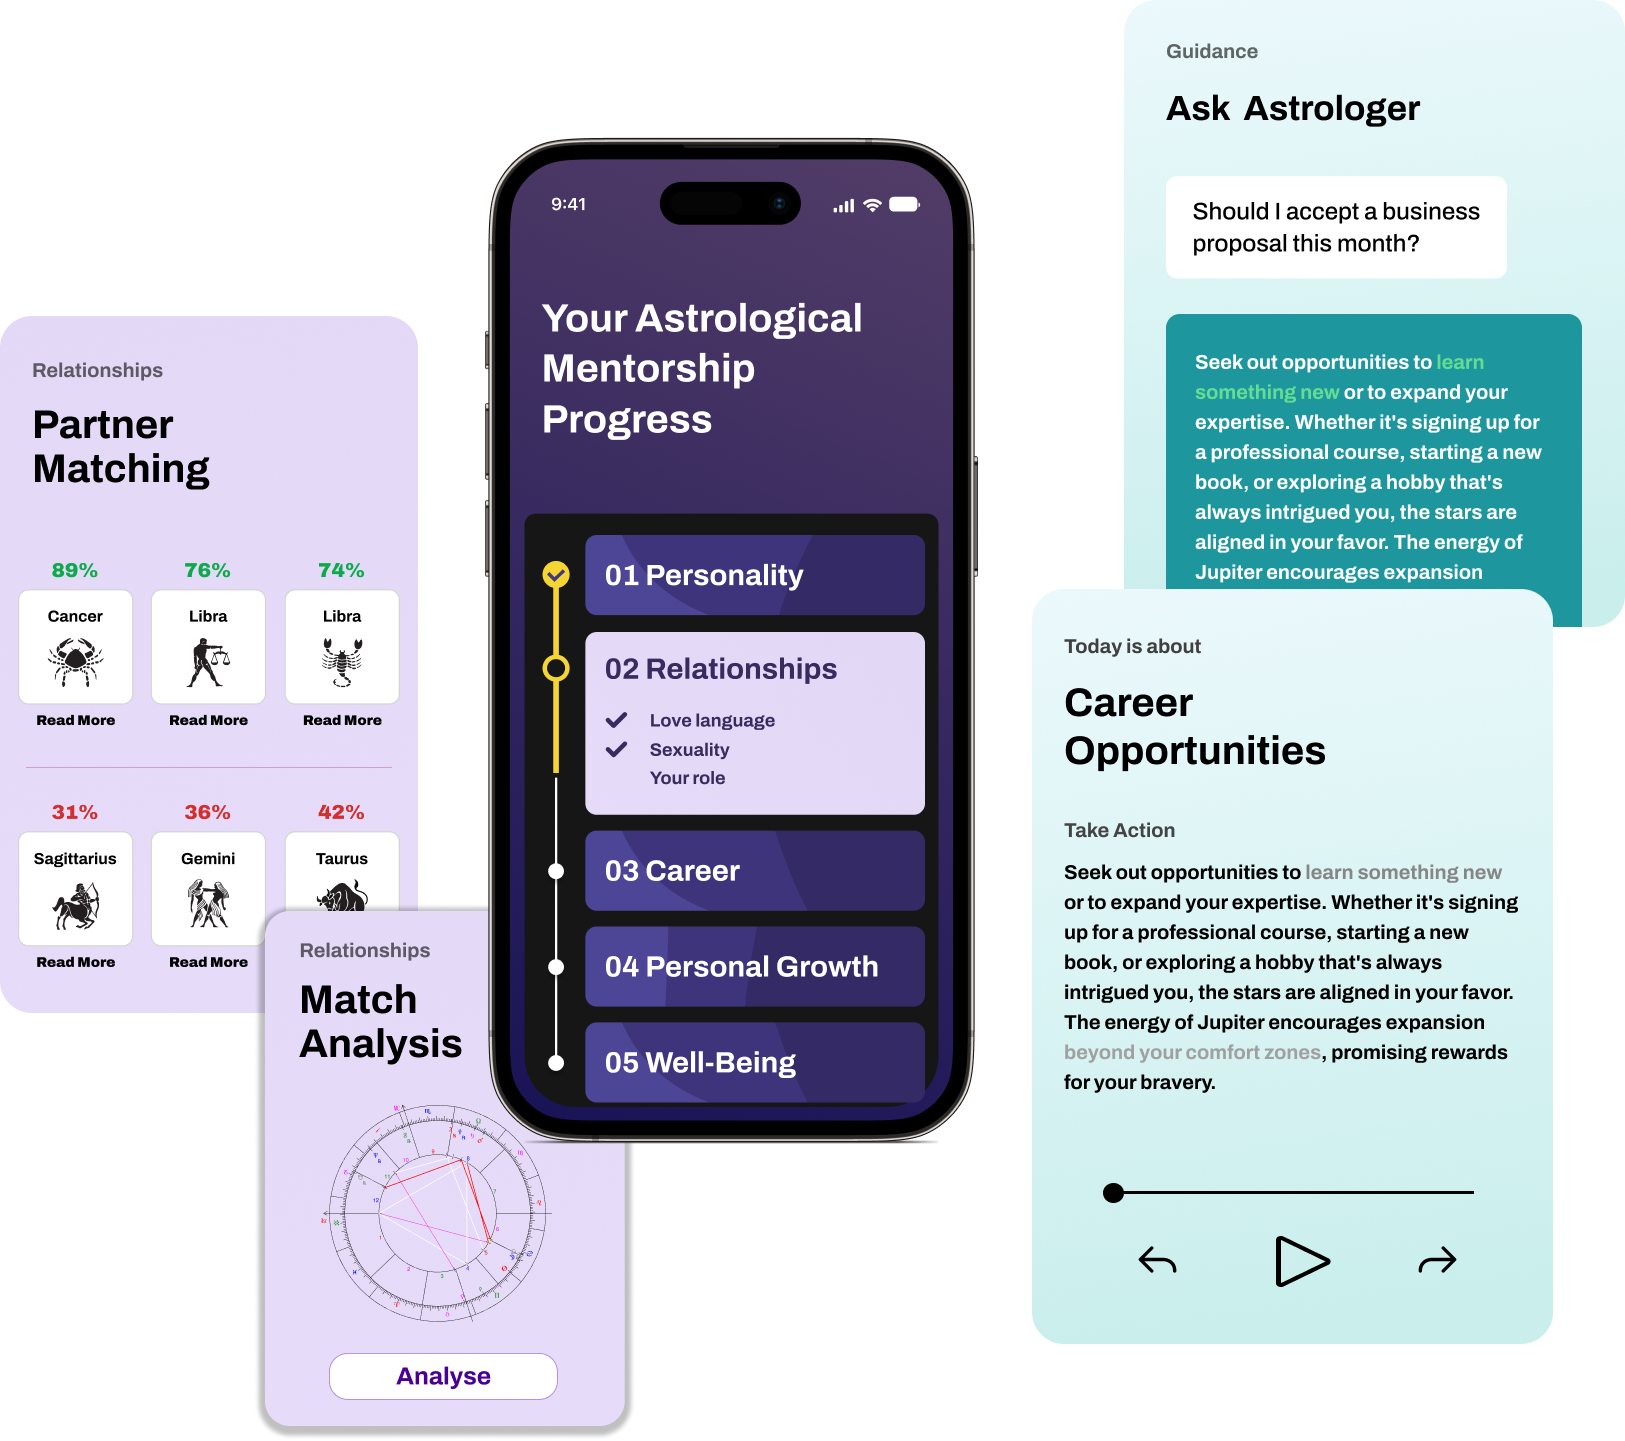 Relationships
Partner
Matching
89%
76%
74%
Cancer
Libra
Libra
Read More
Read More
Read More
31%
36%
42%
Sagittarius
Gemini
Taurus
Read More
Read More
Relationships
Match
Analysis
Analyse
9:41
Your Astrological
Mentorship
Progress
01 Personality
02 Relationships
Love language
Sexuality
Your role
03 Career
04 Personal Growth
05 Well-Being
Guidance
Ask Astrologer
Should I accept a business
proposal this month?
Seek out opportunities to learn
something new or to expand your
expertise. Whether it's signing up for
a professional course, starting a new
book, or exploring a hobby that's
always intrigued you, the stars are
aligned in your favor. The energy of
Jupiter encourages expansion
Today is about
Career
Opportunities
Take Action
Seek out opportunities to learn something new
or to expand your expertise. Whether it's signing
up for a professional course, starting a new
book, or exploring a hobby that's always
intrigued you, the stars are aligned in your favor.
The energy of Jupiter encourages expansion
beyond your comfort zones, promising rewards
for your bravery.